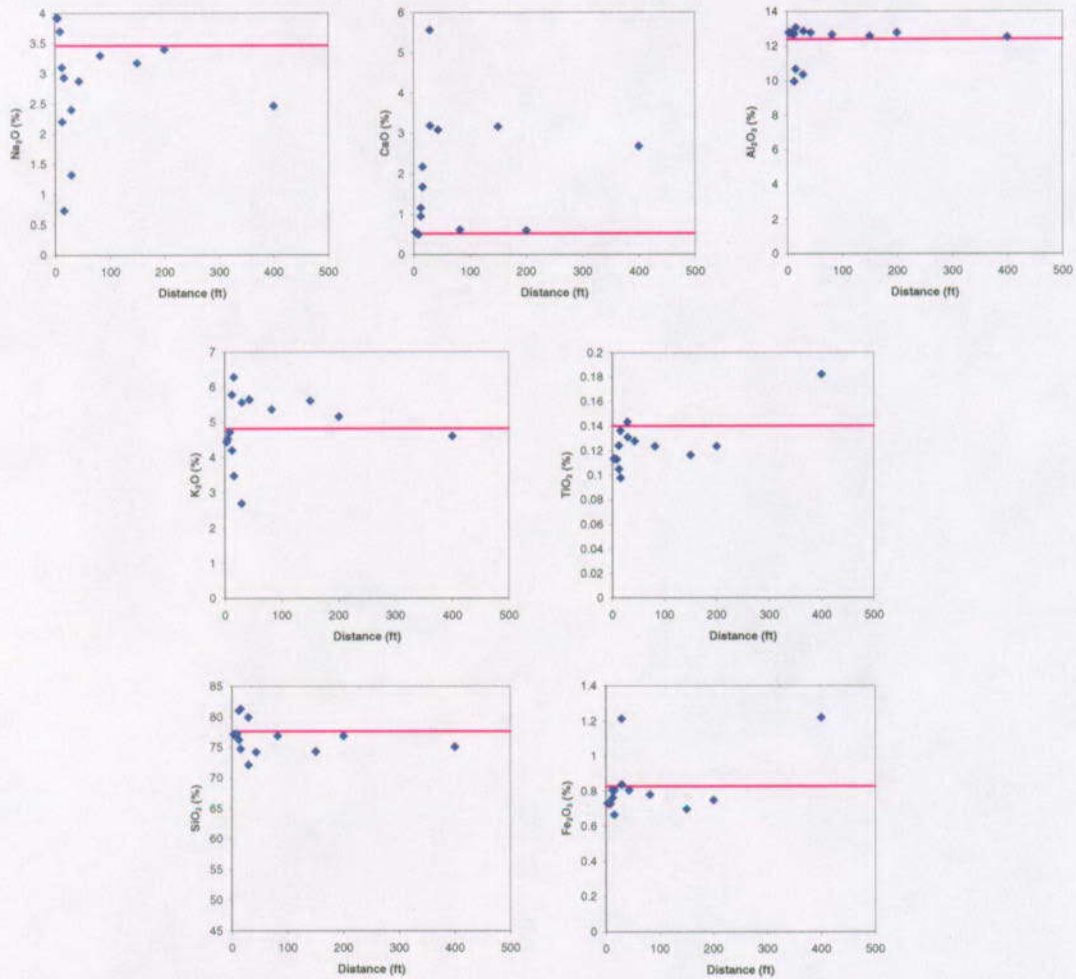 4
3.5
3
2.5
2
1.5
1
0.5
0
Na₂O (%)
0 100 200 300 400 500
Distance (ft)
6
5
4
3
2
1
0
CaO (%)
0 100 200 300 400 500
Distance (ft)
14
12
10
8
6
4
2
0
Al₂O₃ (%)
0 100 200 300 400 500
Distance (ft)
7
6
5
4
3
2
1
0
K₂O (%)
0 100 200 300 400 500
Distance (ft)
0.2
0.18
0.16
0.14
0.12
0.1
0.08
0.06
0.04
0.02
0
TiO₂ (%)
0 100 200 300 400 500
Distance (ft)
85
80
75
70
65
60
55
50
45
SiO₂ (%)
0 100 200 300 400 500
Distance (ft)
1.4
1.2
1
0.8
0.6
0.4
0.2
0
Fe₂O₃ (%)
0 100 200 300 400 500
Distance (ft)